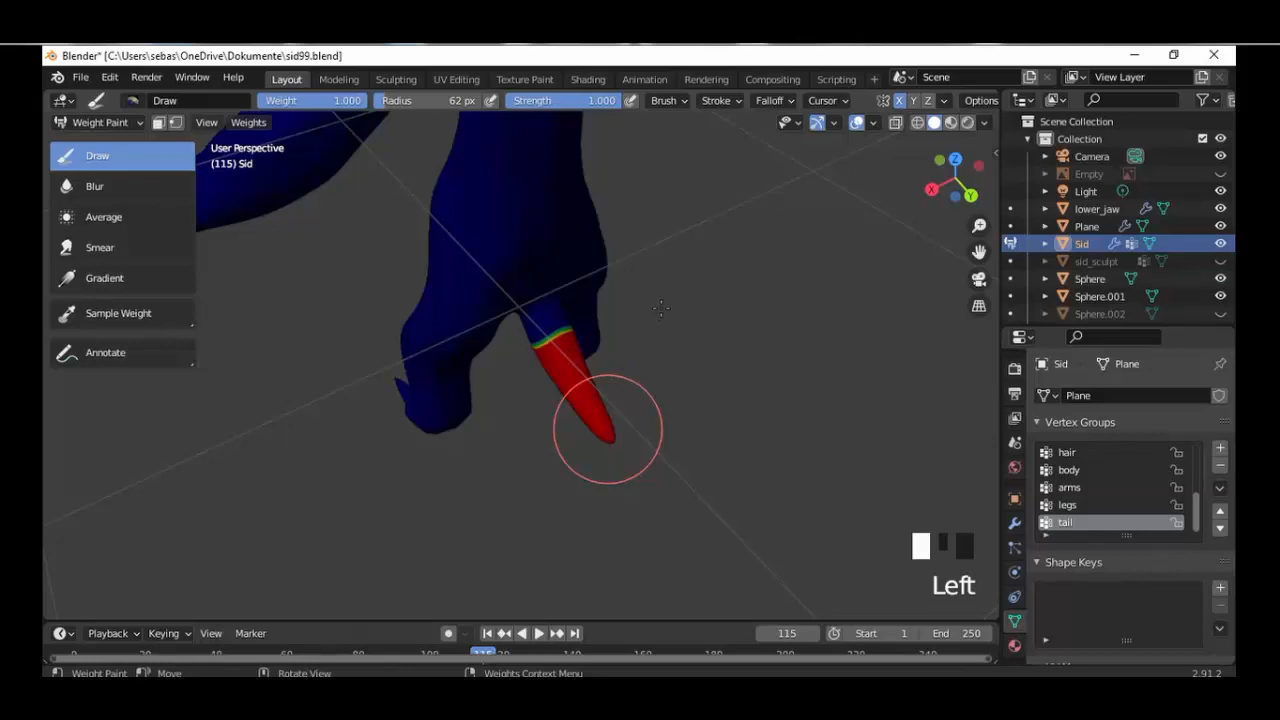 Blender* [C:\Users\sebas\OneDrive\Dokumente\sid99.blend]
File Edit Render Window Help Layout Modeling Sculpting UV Editing Texture Paint Shading Animation Rendering Compositing Scripting + Scene View Layer
Draw Weight 1.000 Radius 62 px Strength 1.000 Brush Stroke Falloff Cursor X Y Z Options
Weight Paint View Weights
Draw
Blur
Average
Smear
Gradient
Sample Weight
Annotate
User Perspective
(115) Sid
Z
X
Y
Left
Scene Collection
Collection
Camera
Empty
Light
lower_jaw
Plane
Sid
sid_sculpt
Sphere
Sphere.001
Sphere.002
Sid Plane
Plane
Vertex Groups
hair
body
arms
legs
tail
Shape Keys
Playback Keying View Marker 115 Start 1 End 250
Weight Paint Move Rotate View Weights Context Menu 2.91.2